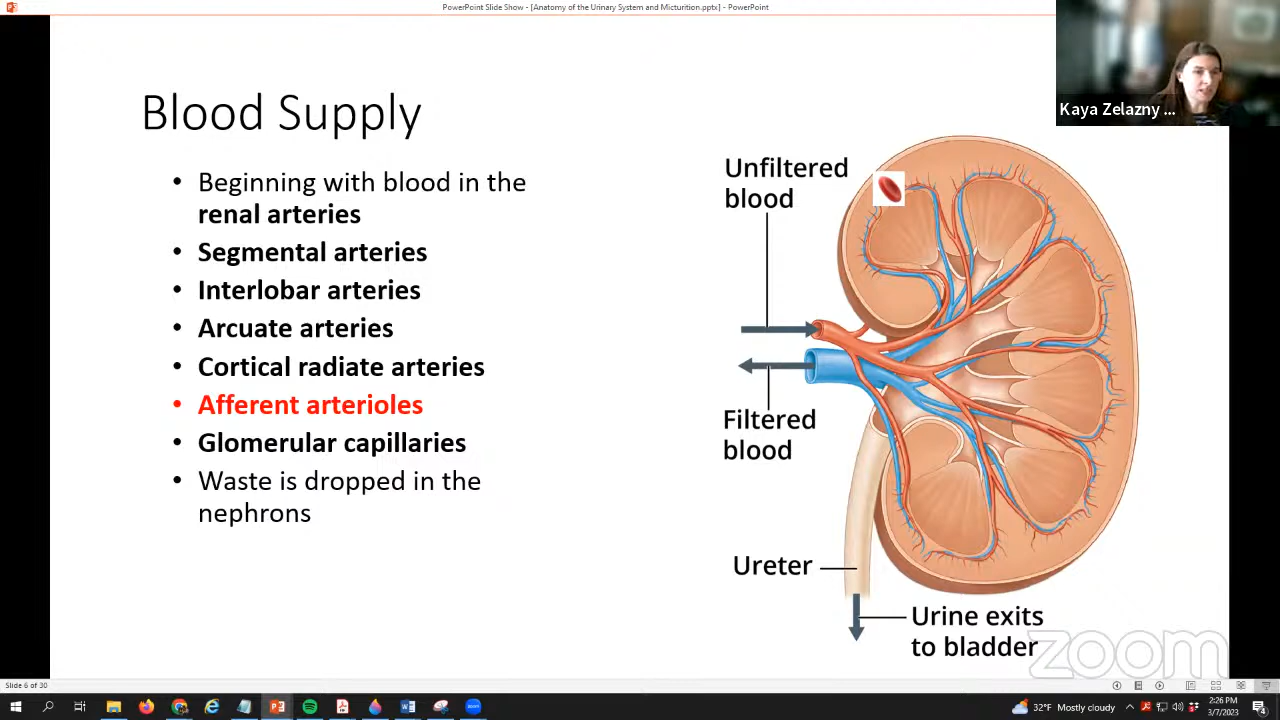 PowerPoint Slide Show - [Anatomy of the Urinary System and Micturition.pptx] - PowerPoint
Kaya Zelazny ...
Blood Supply
• Beginning with blood in the
renal arteries
• Segmental arteries
• Interlobar arteries
• Arcuate arteries
• Cortical radiate arteries
• Afferent arterioles
• Glomerular capillaries
• Waste is dropped in the
nephrons
Unfiltered
blood
Filtered
blood
Ureter
Urine exits
to bladder
zoom
Slide 6 of 30
32°F Mostly cloudy
2:26 PM
3/7/2023